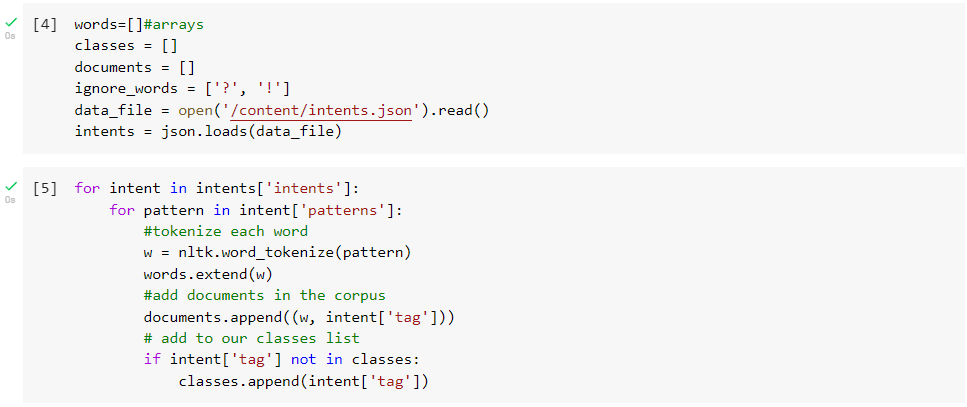 [4] words=[]#arrays
0s
classes = []
documents = []
ignore_words = ['?', '!']
data_file = open('/content/intents.json').read()
intents = json.loads(data_file)
[5] for intent in intents['intents']:
0s
for pattern in intent['patterns']:
#tokenize each word
w = nltk.word_tokenize(pattern)
words.extend(w)
#add documents in the corpus
documents.append((w, intent['tag']))
# add to our classes list
if intent['tag'] not in classes:
classes.append(intent['tag'])